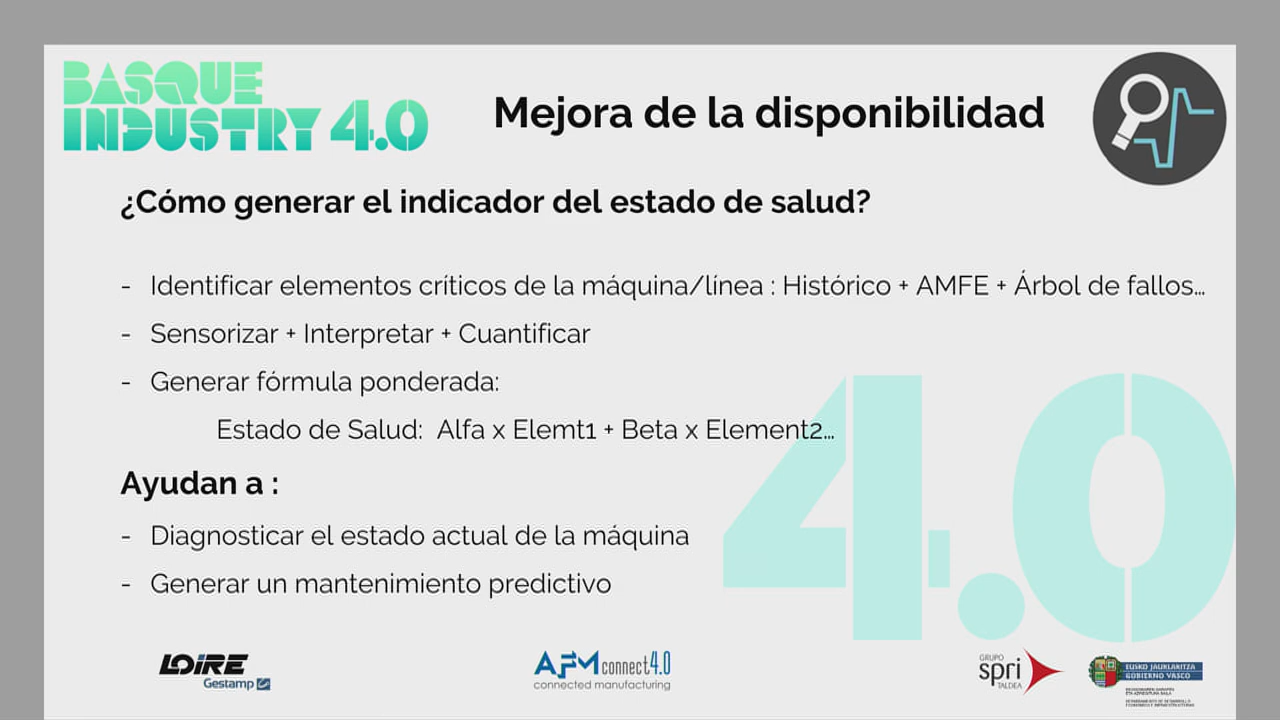 BASQUE
INDUSTRY 4.0
Mejora de la disponibilidad
¿Cómo generar el indicador del estado de salud?
- Identificar elementos críticos de la máquina/línea : Histórico + AMFE + Árbol de fallos...
- Sensorizar + Interpretar + Cuantificar
- Generar fórmula ponderada:
Estado de Salud: Alfa x Elemt1 + Beta x Element2...
4.0
Ayudan a :
- Diagnosticar el estado actual de la máquina
- Generar un mantenimiento predictivo
LOIRE
Gestamp
AFM connect4.0
connected manufacturing
GRUPO
spri
TALDEA
EUSKO JAURLARITZA
GOBIERNO VASCO